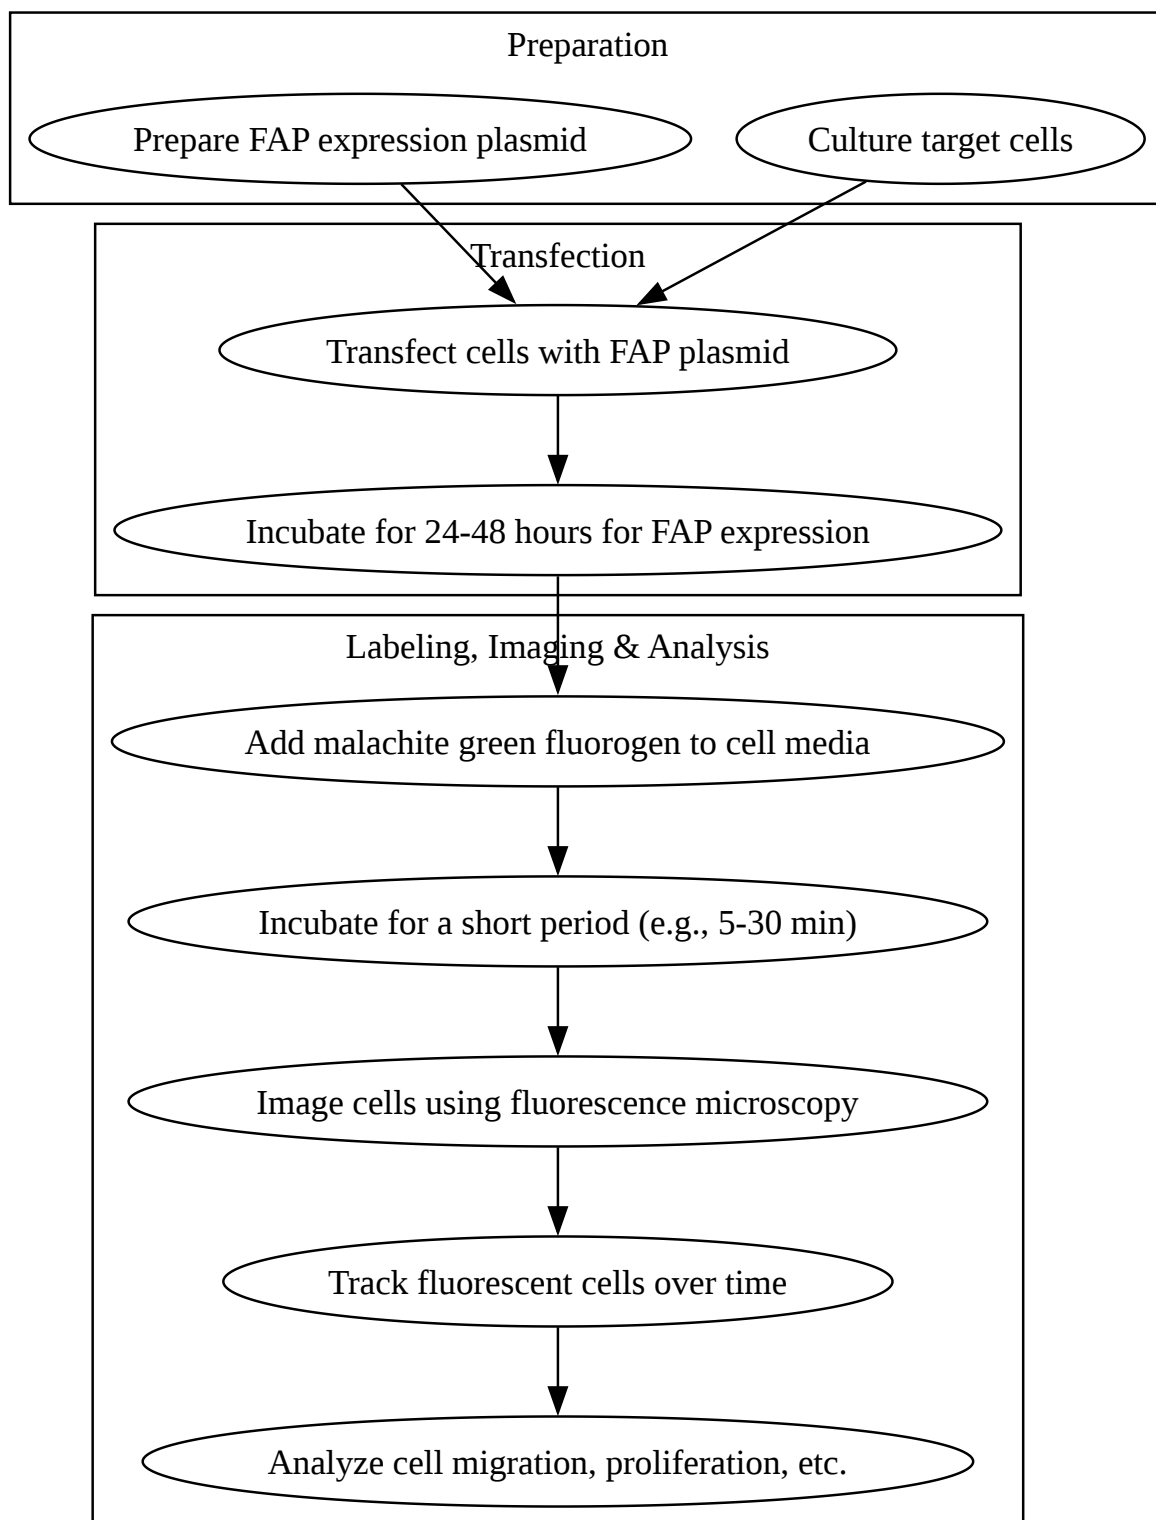 Preparation
Prepare FAP expression plasmid
Culture target cells
Transfection
Transfect cells with FAP plasmid
Incubate for 24-48 hours for FAP expression
Labeling, Imaging & Analysis
Add malachite green fluorogen to cell media
Incubate for a short period (e.g., 5-30 min)
Image cells using fluorescence microscopy
Track fluorescent cells over time
Analyze cell migration, proliferation, etc.